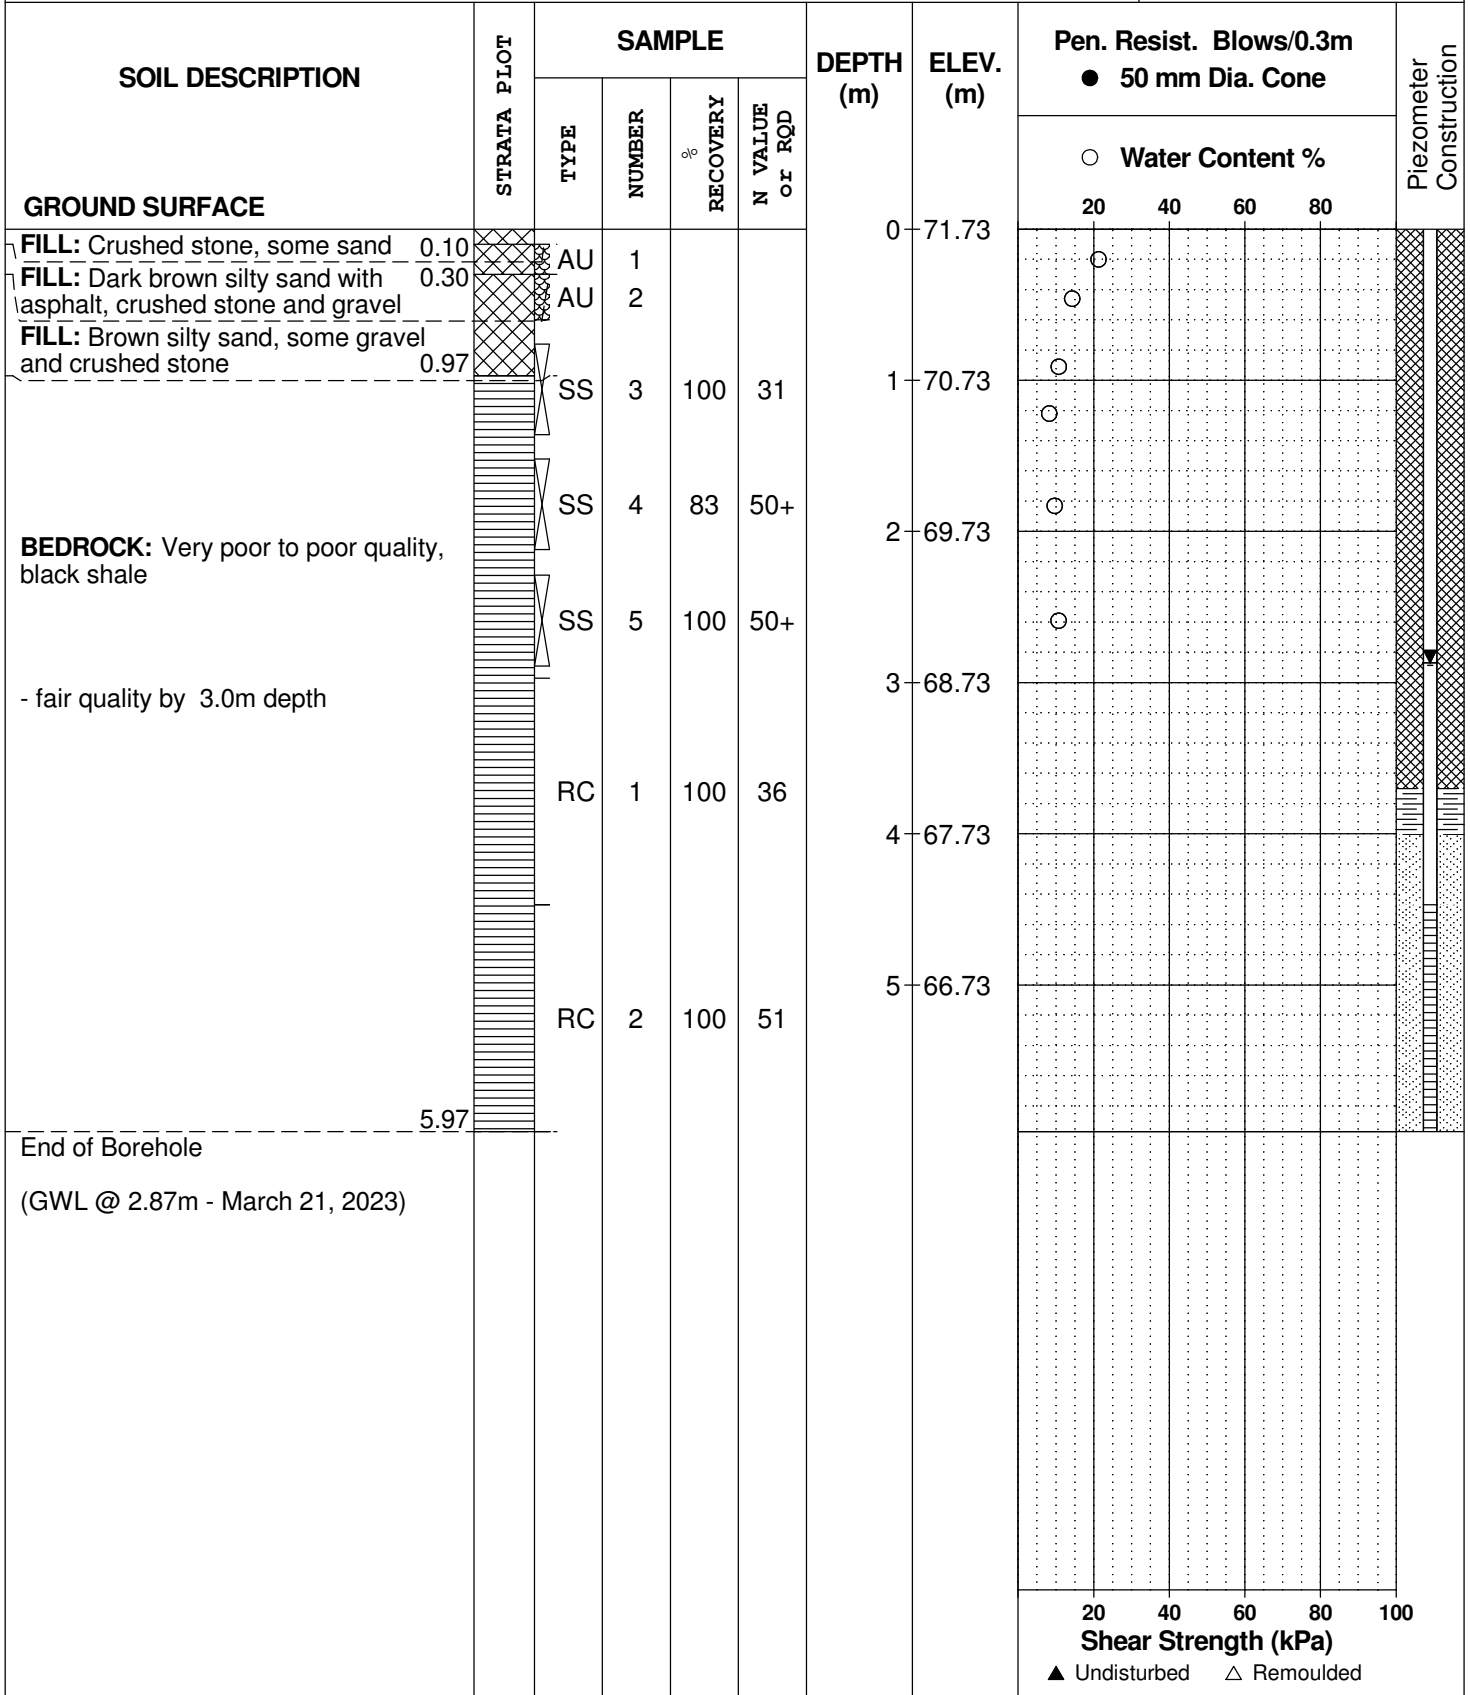 SOIL DESCRIPTION
GROUND SURFACE
STRATA PLOT
SAMPLE
TYPE
NUMBER
% RECOVERY
N VALUE or RQD
DEPTH (m)
ELEV. (m)
Pen. Resist. Blows/0.3m
● 50 mm Dia. Cone
○ Water Content %
20 40 60 80
Piezometer Construction
0 71.73
FILL: Crushed stone, some sand 0.10
AU 1
FILL: Dark brown silty sand with 0.30
asphalt, crushed stone and gravel
AU 2
FILL: Brown silty sand, some gravel
and crushed stone 0.97
1 70.73
SS 3 100 31
SS 4 83 50+
2 69.73
BEDROCK: Very poor to poor quality,
black shale
SS 5 100 50+
3 68.73
- fair quality by 3.0m depth
RC 1 100 36
4 67.73
5 66.73
RC 2 100 51
5.97
End of Borehole
(GWL @ 2.87m - March 21, 2023)
20 40 60 80 100
Shear Strength (kPa)
▲ Undisturbed △ Remoulded